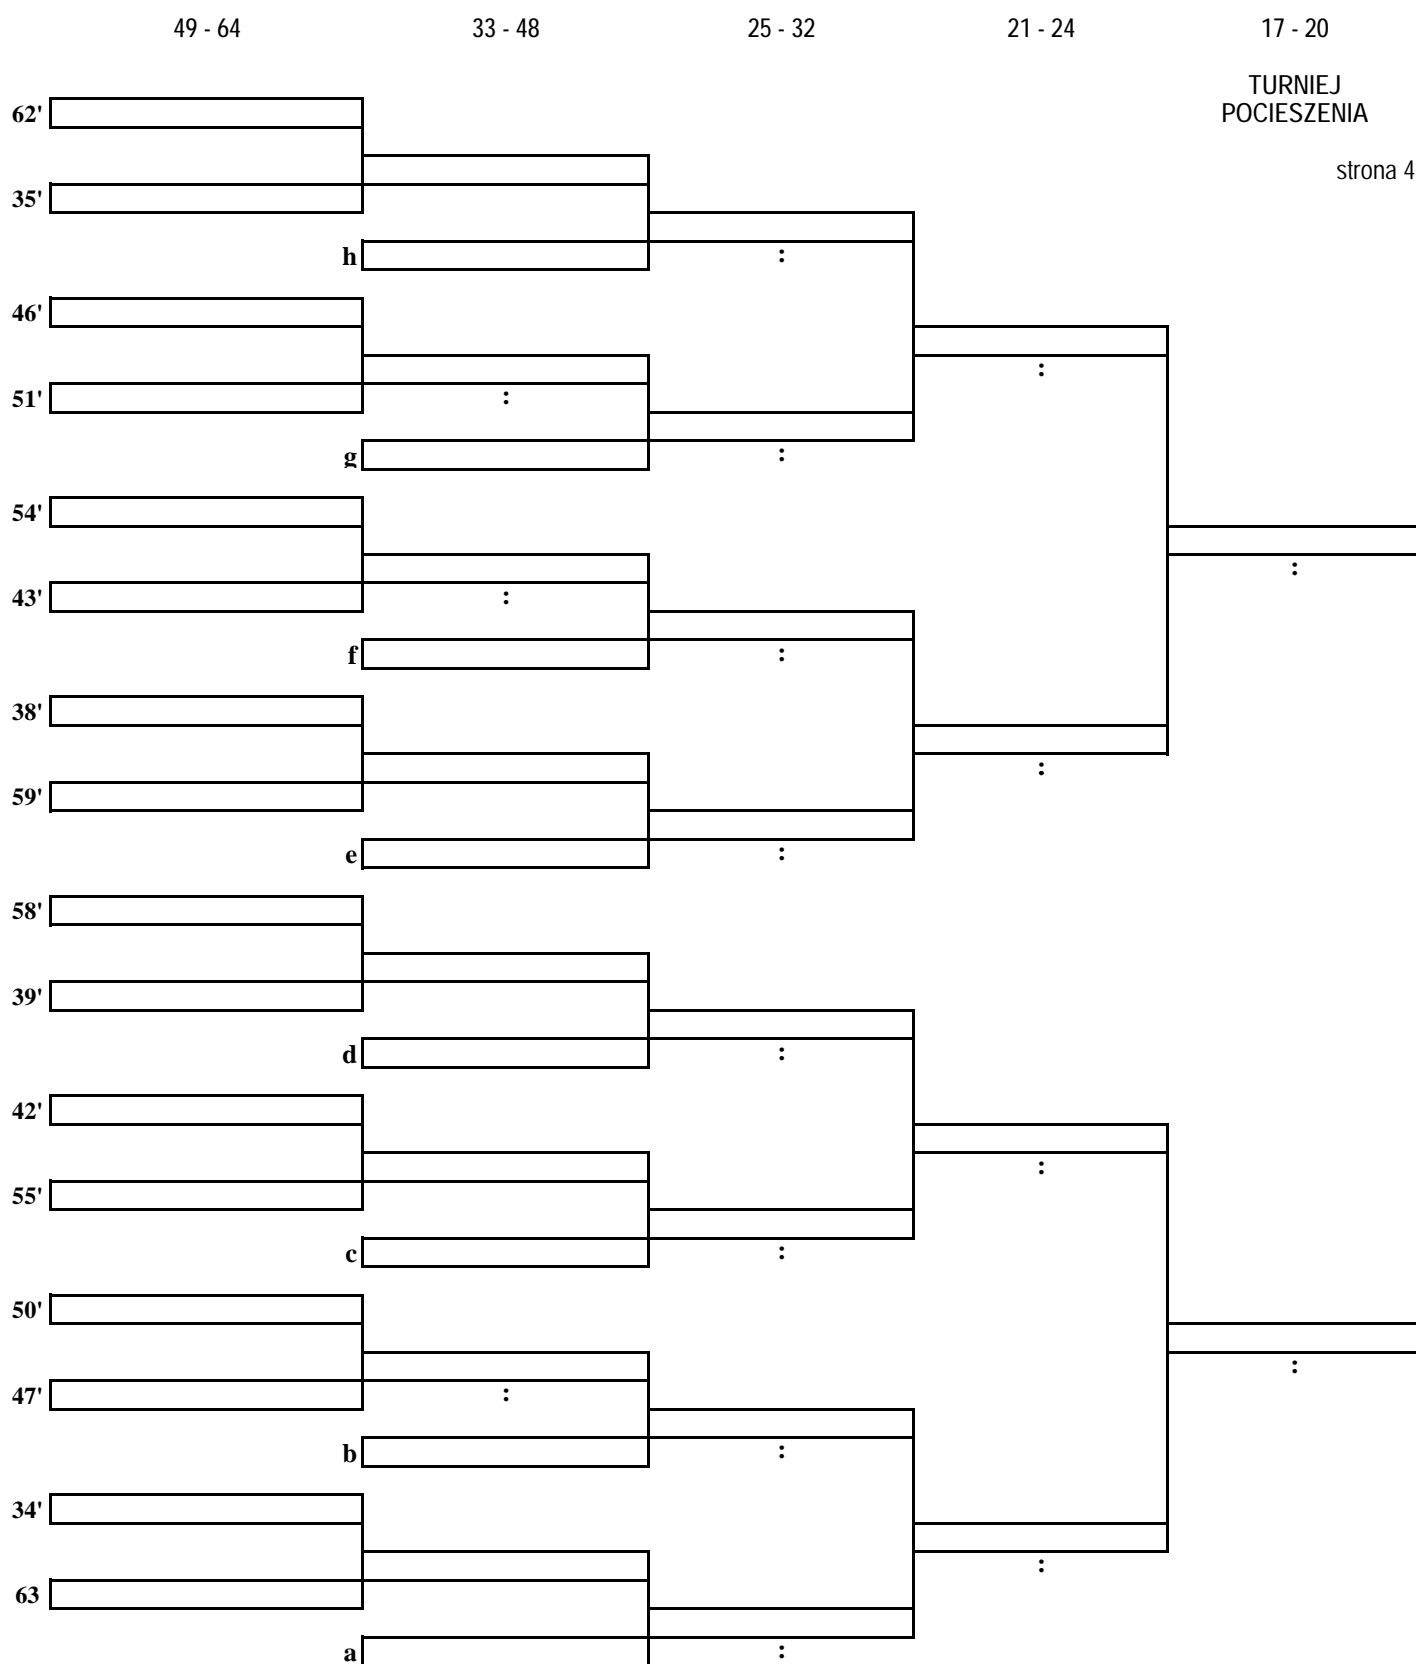 49 - 64 33 - 48 25 - 32 21 - 24 17 - 20
TURNIEJ
POCIESZENIA
62'
strona 4
35'
h :
46'
:
51' :
g :
54'
:
43' :
f :
38'
:
59'
e :
58'
39'
d :
42'
:
55'
c :
50'
:
47' :
b :
34'
:
63
a :